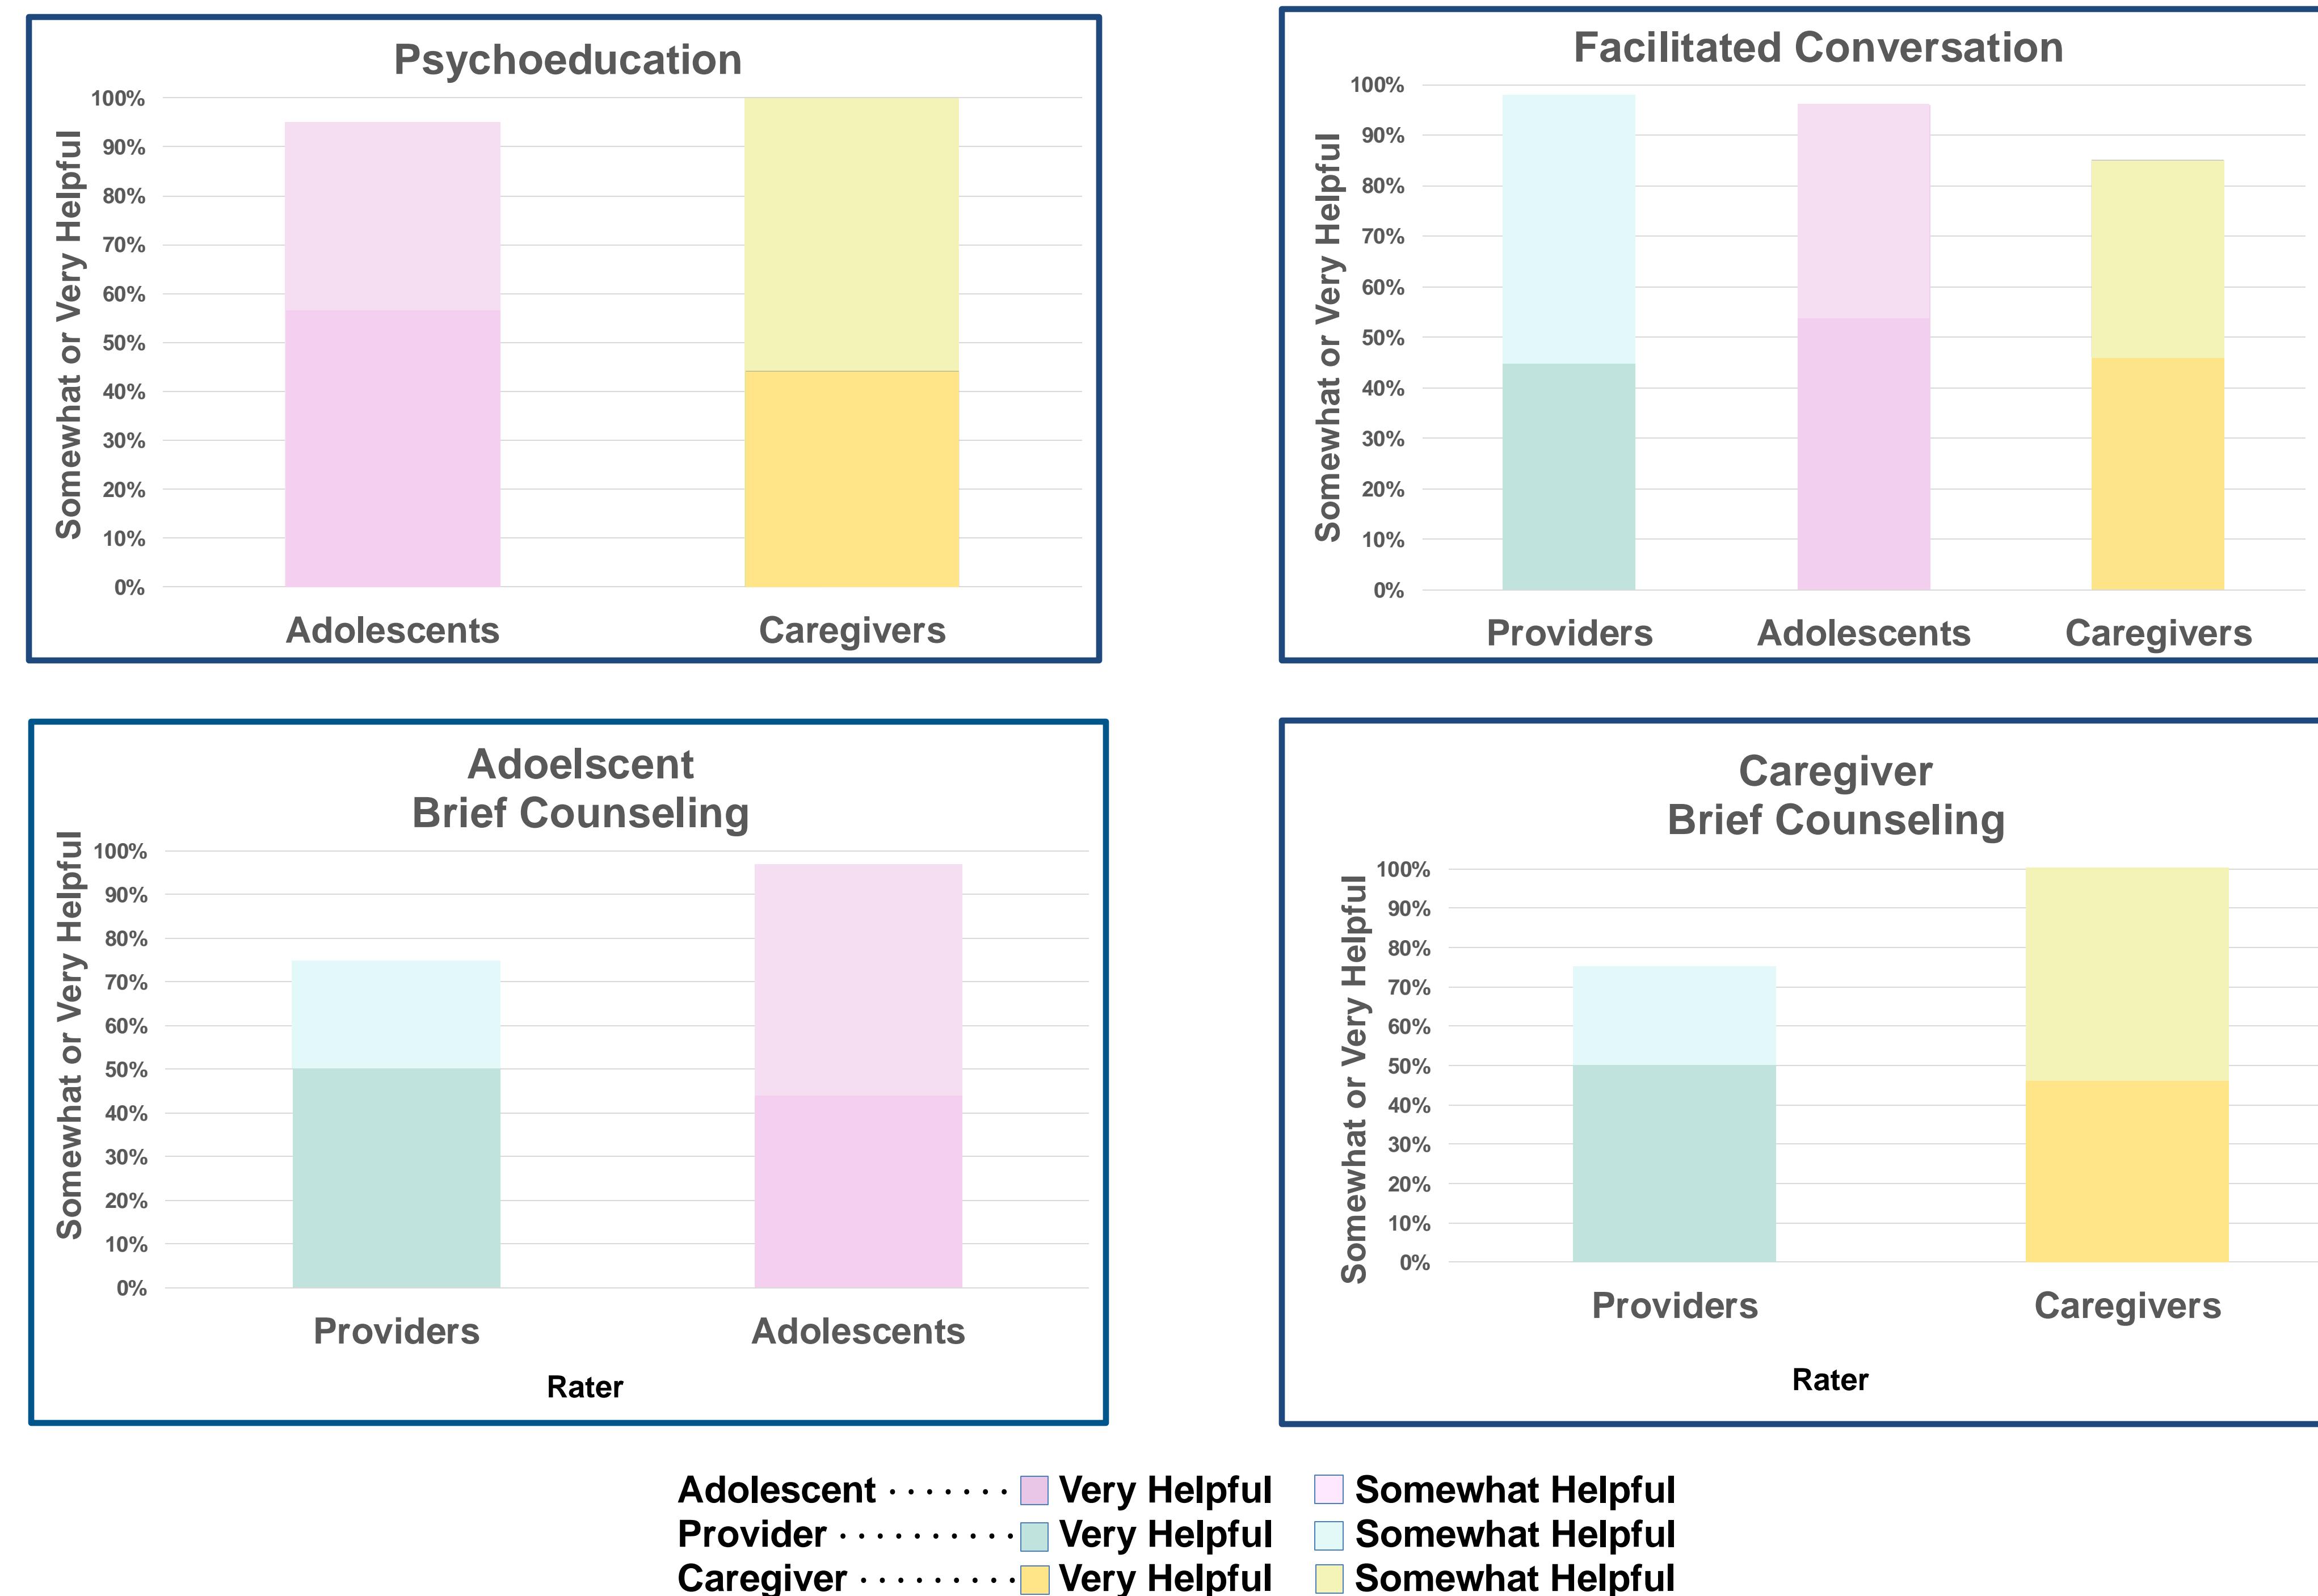 Psychoeducation
Somewhat or Very Helpful
100%
90%
80%
70%
60%
50%
40%
30%
20%
10%
0%
Adolescents Caregivers
Facilitated Conversation
Somewhat or Very Helpful
100%
90%
80%
70%
60%
50%
40%
30%
20%
10%
0%
Providers Adolescents Caregivers
Adoelscent
Brief Counseling
Somewhat or Very Helpful
100%
90%
80%
70%
60%
50%
40%
30%
20%
10%
0%
Providers Adolescents
Rater
Caregiver
Brief Counseling
Somewhat or Very Helpful
100%
90%
80%
70%
60%
50%
40%
30%
20%
10%
0%
Providers Caregivers
Rater
Adolescent ······· Very Helpful Somewhat Helpful
Provider ·········· Very Helpful Somewhat Helpful
Caregiver ········· Very Helpful Somewhat Helpful